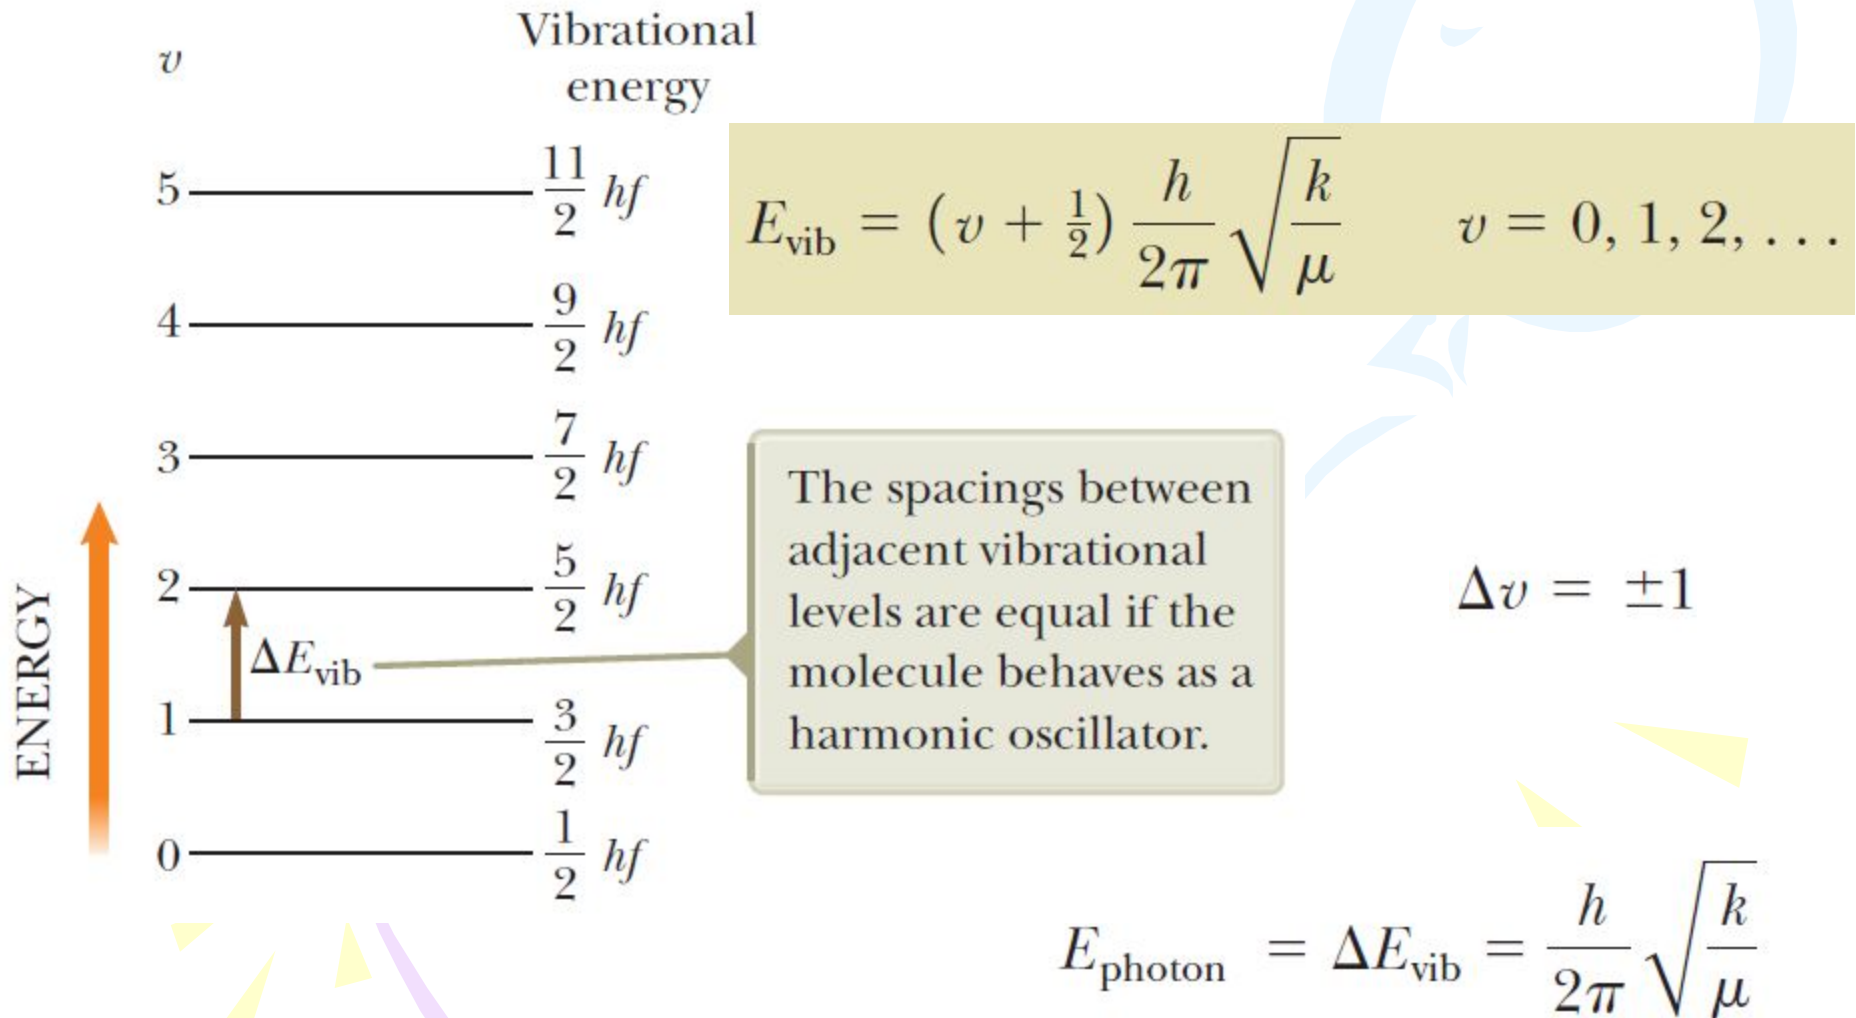 v
Vibrational
energy
5
11/2 hf
E_vib = (v + 1/2) h/2π √(k/μ)    v = 0, 1, 2, . . .
4
9/2 hf
3
7/2 hf
The spacings between
adjacent vibrational
levels are equal if the
molecule behaves as a
harmonic oscillator.
2
5/2 hf
Δv = ±1
ΔE_vib
ENERGY
1
3/2 hf
0
1/2 hf
E_photon = ΔE_vib = h/2π √(k/μ)